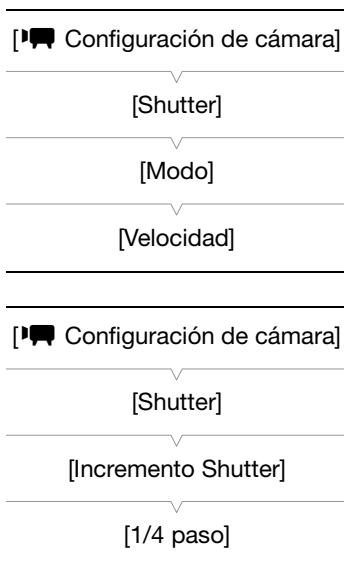 [ Configuración de cámara]
[Shutter]
[Modo]
[Velocidad]
[ Configuración de cámara]
[Shutter]
[Incremento Shutter]
[1/4 paso]